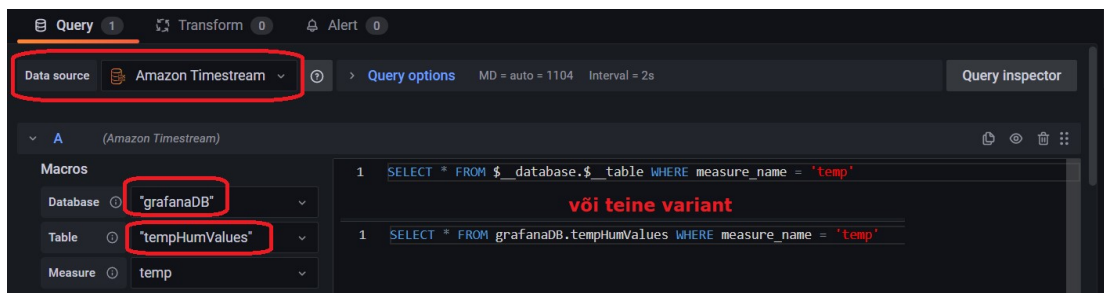 Query 1 Transform 0 Alert 0
Data source Amazon Timestream Query options MD = auto = 1104 Interval = 2s Query inspector
A (Amazon Timestream)
Macros
Database "grafanaDB"
Table "tempHumValues"
Measure temp
1 SELECT * FROM $__database.$__table WHERE measure_name = 'temp'
või teine variant
1 SELECT * FROM grafanaDB.tempHumValues WHERE measure_name = 'temp'